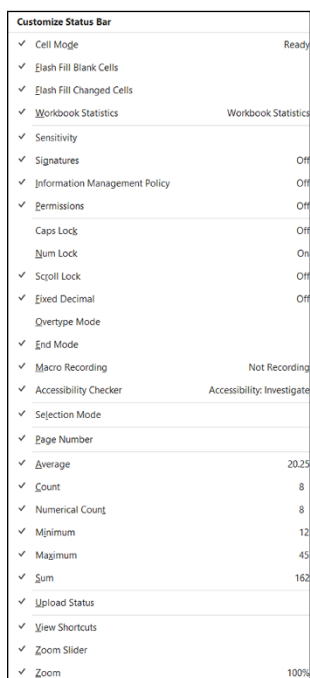 Customize Status Bar
Cell Mode Ready
Flash Fill Blank Cells
Flash Fill Changed Cells
Workbook Statistics Workbook Statistics
Sensitivity
Signatures Off
Information Management Policy Off
Permissions Off
Caps Lock Off
Num Lock On
Scroll Lock Off
Fixed Decimal Off
Overtype Mode
End Mode
Macro Recording Not Recording
Accessibility Checker Accessibility: Investigate
Selection Mode
Page Number
Average 20.25
Count 8
Numerical Count 8
Minimum 12
Maximum 45
Sum 162
Upload Status
View Shortcuts
Zoom Slider
Zoom 100%